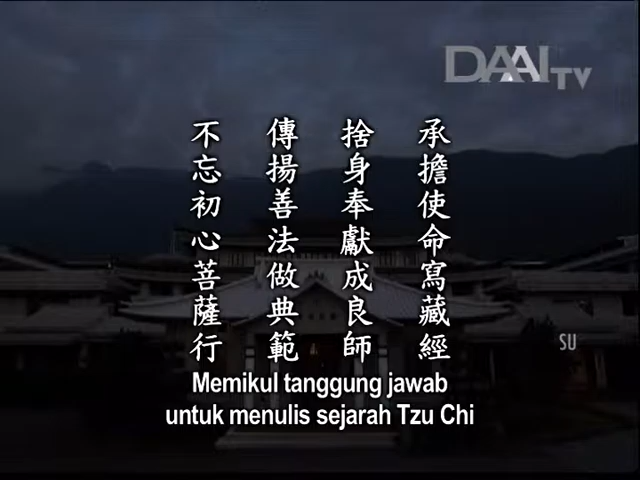 DAAI TV
承擔使命寫藏經
捨身奉獻成良師
傳揚善法做典範
不忘初心菩薩行
SU
Memikul tanggung jawab
untuk menulis sejarah Tzu Chi